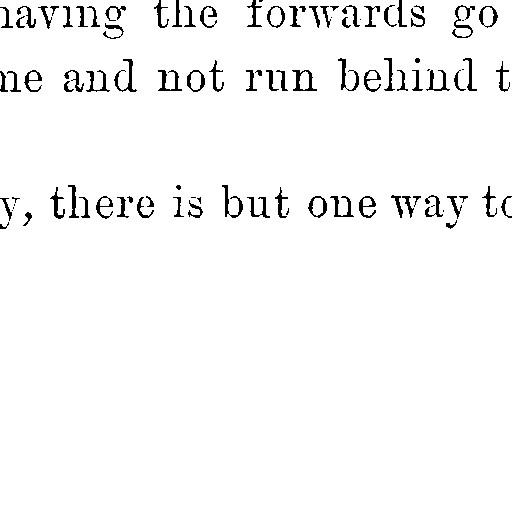 having the forwards go
me and not run behind t
y, there is but one way to